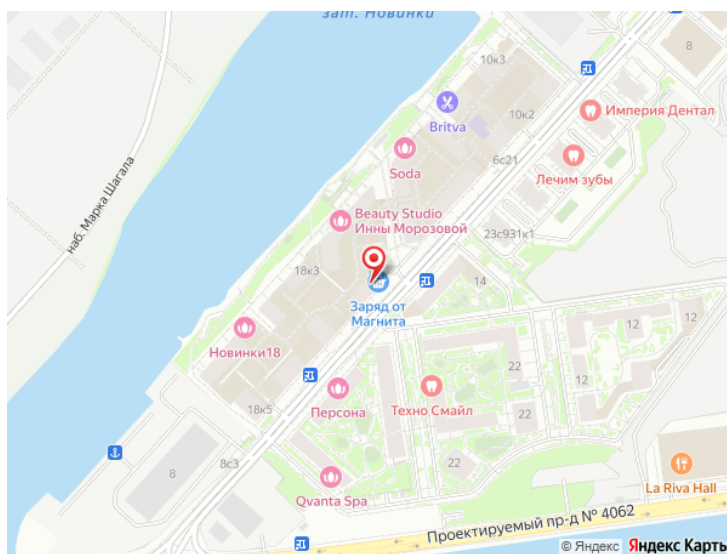 зат. Новинки
8
10к3
Britva
10к2
Империя Дентал
Soda
6с21
Лечим зубы
наб. Марка Шагала
Beauty Studio
Инны Морозовой
23с931к1
18к3
14
Заряд от
Магнита
12
12
Новинки18
22
Персона
Техно Смайл
22
18к5
22
8
8с3
Qvanta Spa
La Riva Hall
Проектируемый пр-д № 4062
© Яндекс Яндекс Карты